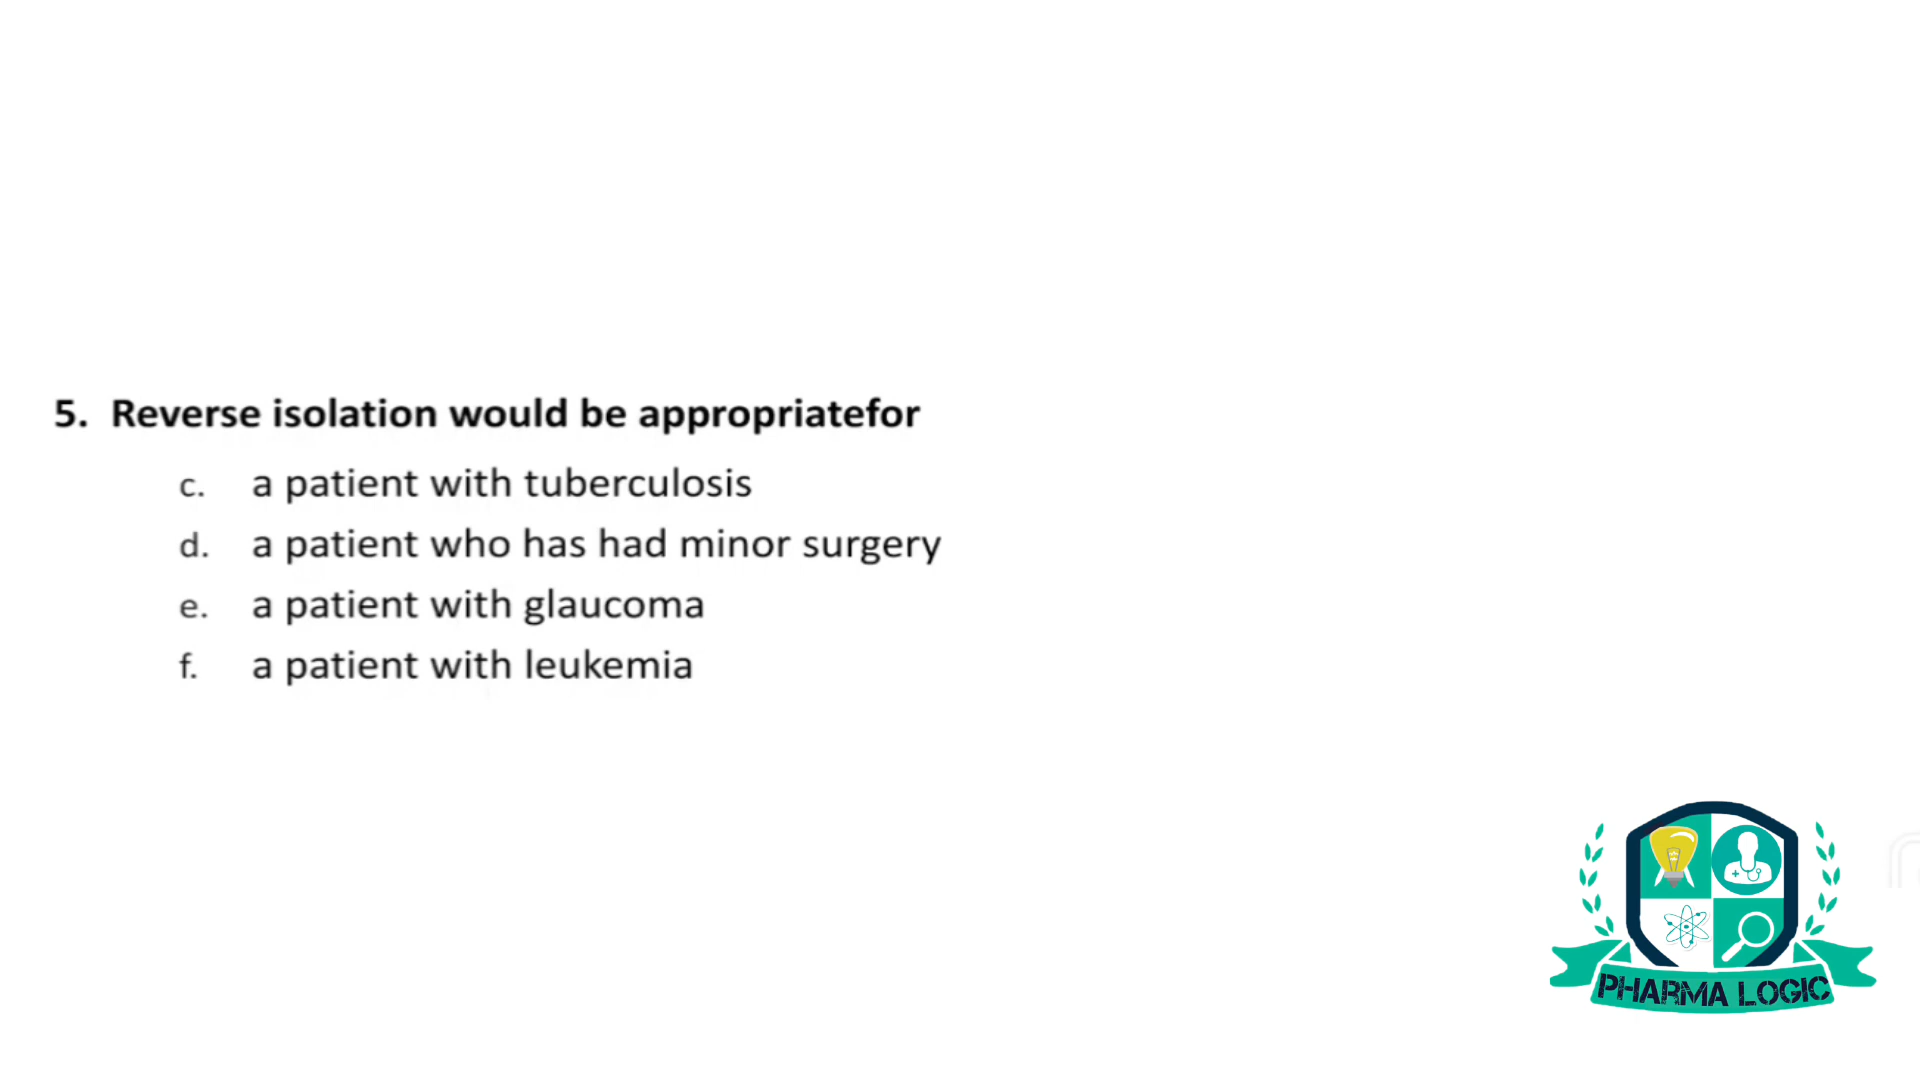 5. Reverse isolation would be appropriatefor
c. a patient with tuberculosis
d. a patient who has had minor surgery
e. a patient with glaucoma
f. a patient with leukemia
PHARMA LOGIC